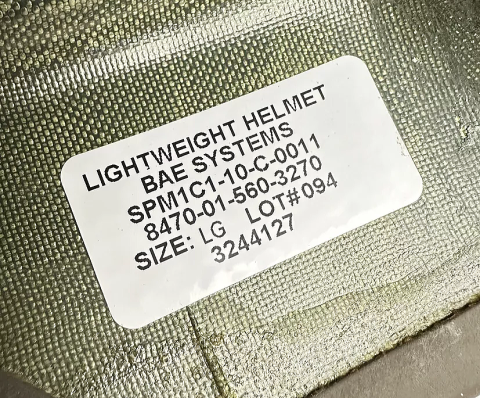 LIGHTWEIGHT HELMET
BAE SYSTEMS
SPM1C1-10-C-0011
8470-01-560-3270
SIZE: LG LOT#094
3244127